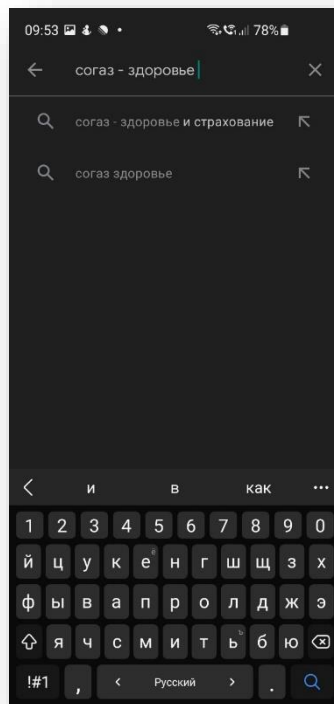 09:53 78%
согаз - здоровье
согаз - здоровье и страхование
согаз здоровье
и в как
1 2 3 4 5 6 7 8 9 0
й ц у к е ё н г ш щ з х
ф ы в а п р о л д ж э
я ч с м и т ь ъ б ю
!#1 , < Русский > .